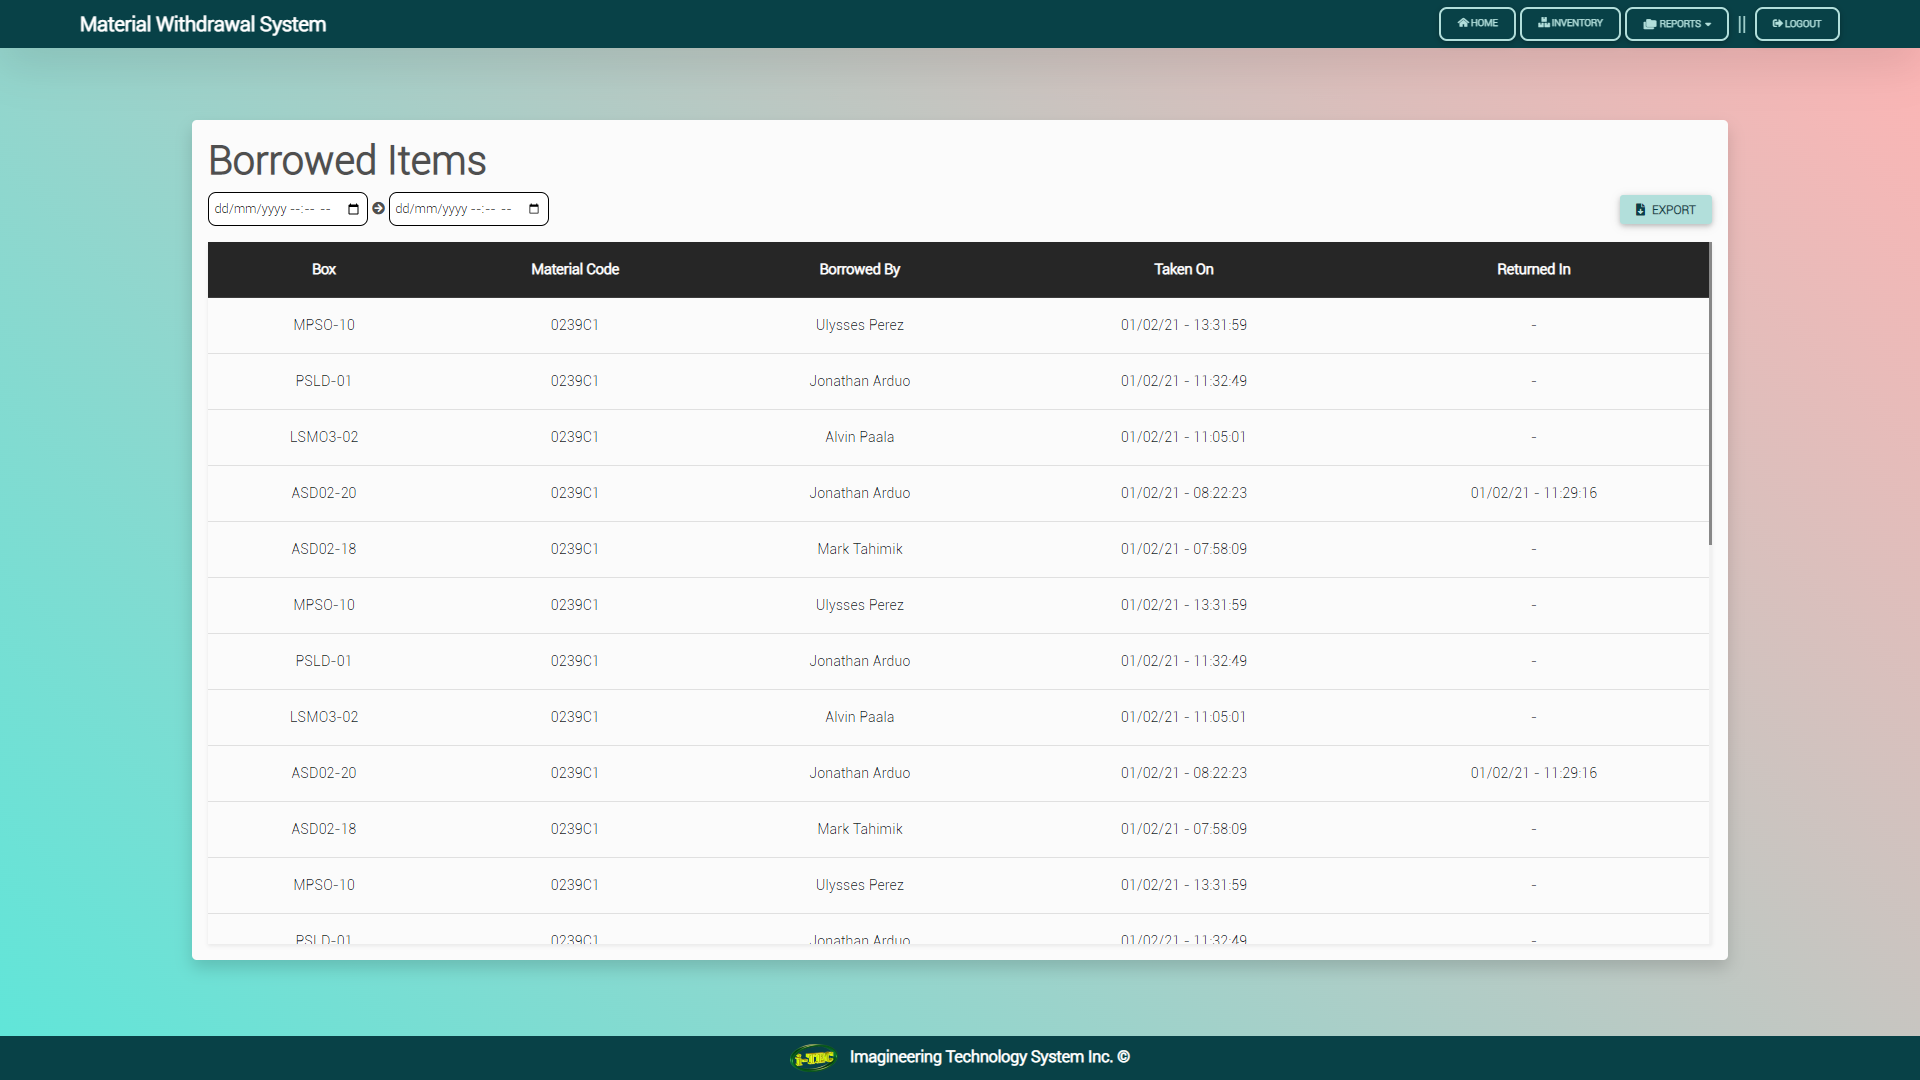 Material Withdrawal System HOME INVENTORY REPORTS || LOGOUT
Borrowed Items
dd/mm/yyyy --:-- -- dd/mm/yyyy --:-- -- EXPORT
Box Material Code Borrowed By Taken On Returned In
MPSO-10 0239C1 Ulysses Perez 01/02/21 - 13:31:59 -
PSLD-01 0239C1 Jonathan Arduo 01/02/21 - 11:32:49 -
LSMO3-02 0239C1 Alvin Paala 01/02/21 - 11:05:01 -
ASD02-20 0239C1 Jonathan Arduo 01/02/21 - 08:22:23 01/02/21 - 11:29:16
ASD02-18 0239C1 Mark Tahimik 01/02/21 - 07:58:09 -
MPSO-10 0239C1 Ulysses Perez 01/02/21 - 13:31:59 -
PSLD-01 0239C1 Jonathan Arduo 01/02/21 - 11:32:49 -
LSMO3-02 0239C1 Alvin Paala 01/02/21 - 11:05:01 -
ASD02-20 0239C1 Jonathan Arduo 01/02/21 - 08:22:23 01/02/21 - 11:29:16
ASD02-18 0239C1 Mark Tahimik 01/02/21 - 07:58:09 -
MPSO-10 0239C1 Ulysses Perez 01/02/21 - 13:31:59 -
PSLD-01 0239C1 Jonathan Arduo 01/02/21 - 11:32:49 -
Imagineering Technology System Inc. ©